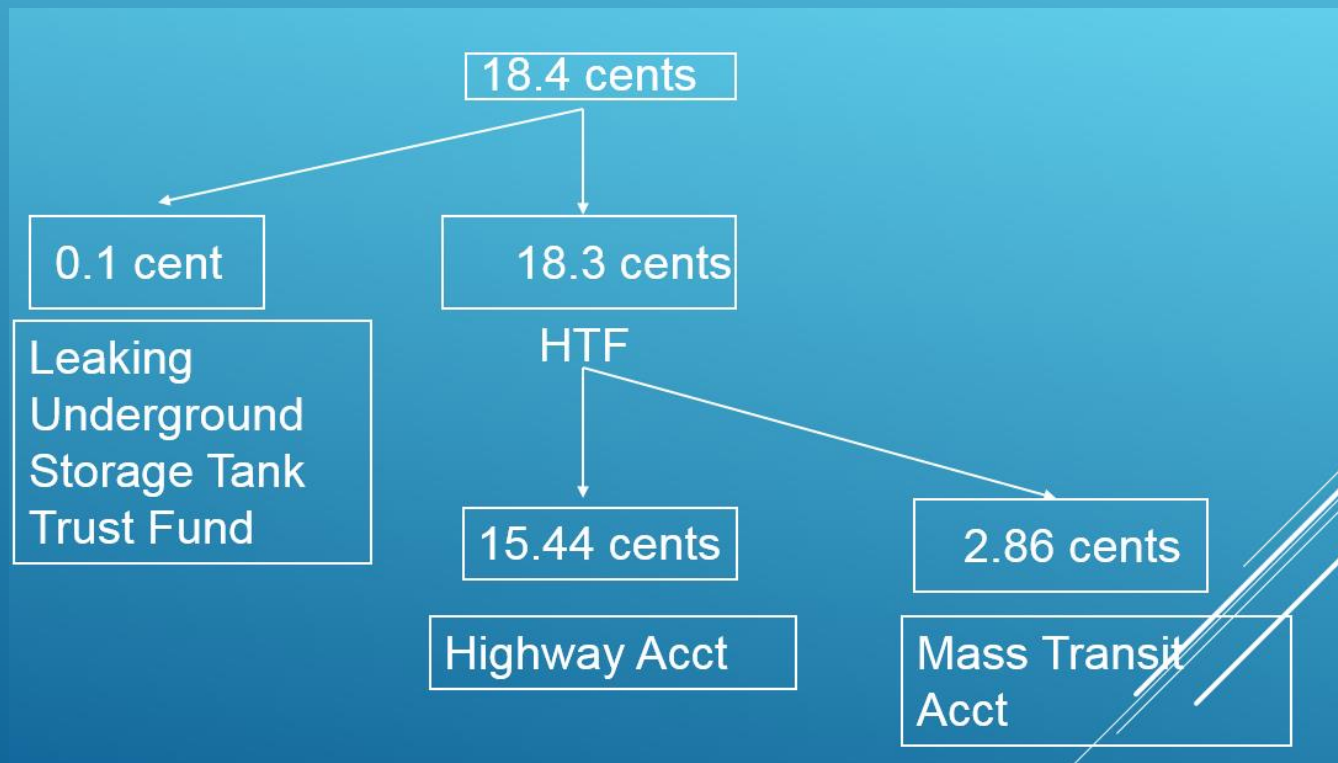 18.4 cents
0.1 cent
18.3 cents
Leaking
Underground
Storage Tank
Trust Fund
HTF
15.44 cents
2.86 cents
Highway Acct
Mass Transit
Acct